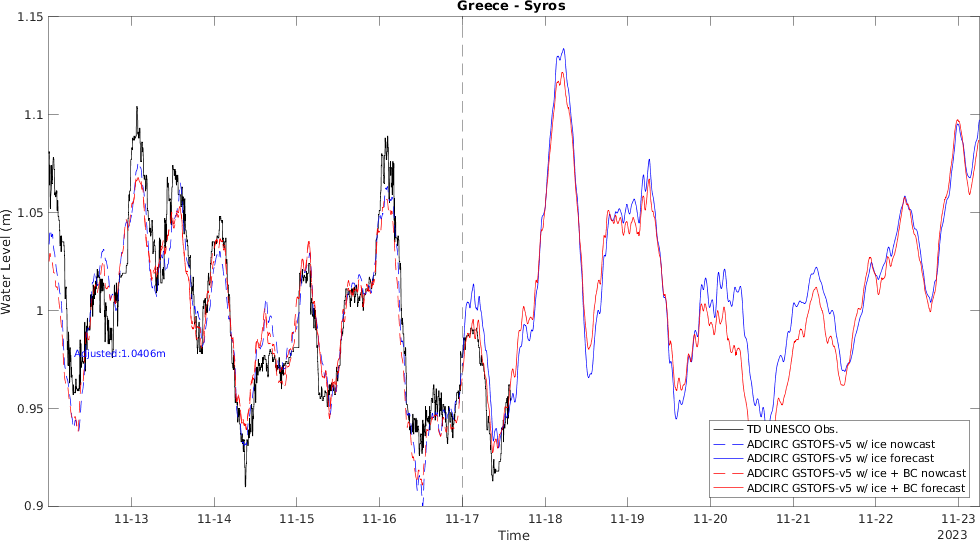 Greece - Syros
1.15
1.1
1.05
1
0.95
0.9
Water Level (m)
Adjusted:1.0406m
TD UNESCO Obs.
ADCIRC GSTOFS-v5 w/ ice nowcast
ADCIRC GSTOFS-v5 w/ ice forecast
ADCIRC GSTOFS-v5 w/ ice + BC nowcast
ADCIRC GSTOFS-v5 w/ ice + BC forecast
11-13 11-14 11-15 11-16 11-17 11-18 11-19 11-20 11-21 11-22 11-23
Time
2023